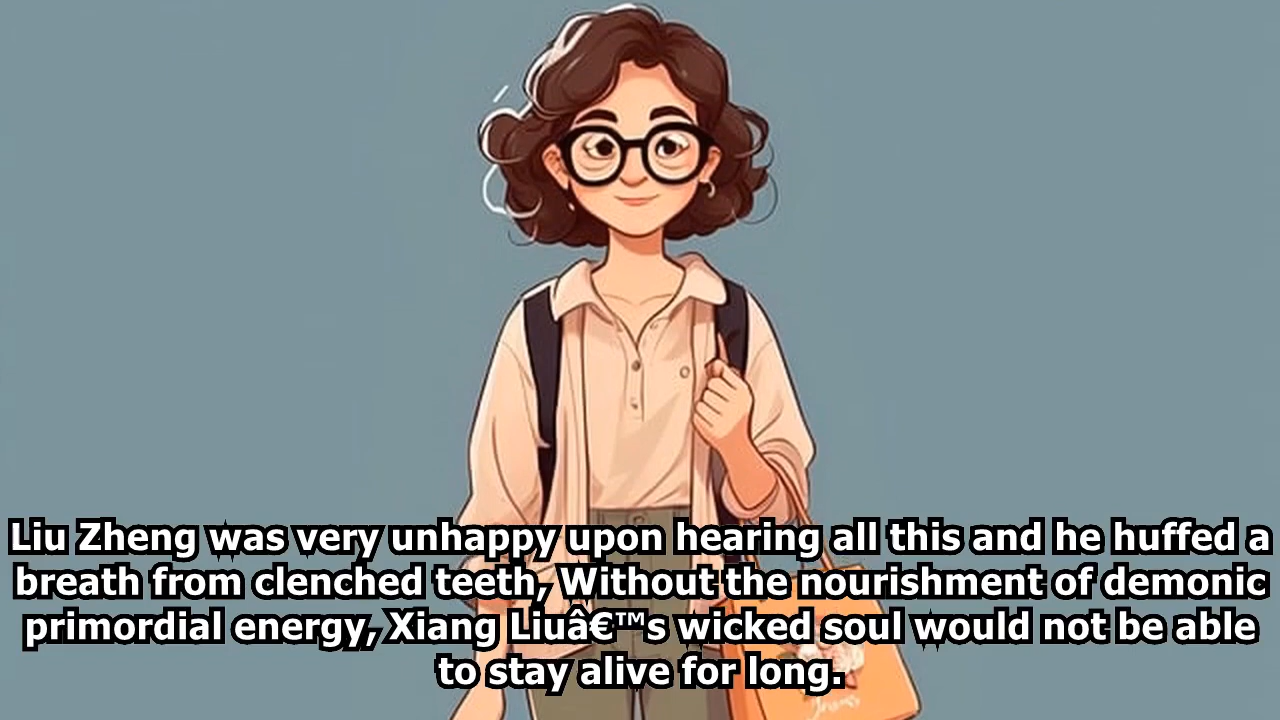 Liu Zheng was very unhappy upon hearing all this and he huffed a
breath from clenched teeth, Without the nourishment of demonic
primordial energy, Xiang Liuâ€™s wicked soul would not be able
to stay alive for long.